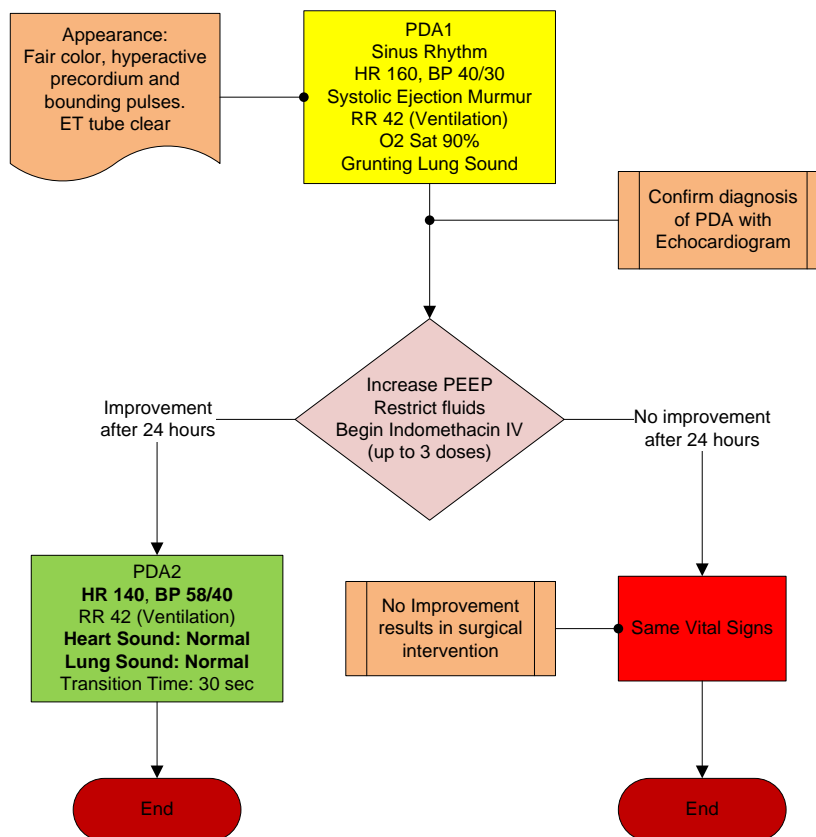 Appearance:
Fair color, hyperactive
precordium and
bounding pulses.
ET tube clear
PDA1
Sinus Rhythm
HR 160, BP 40/30
Systolic Ejection Murmur
RR 42 (Ventilation)
O2 Sat 90%
Grunting Lung Sound
Confirm diagnosis
of PDA with
Echocardiogram
Increase PEEP
Restrict fluids
Begin Indomethacin IV
(up to 3 doses)
Improvement
after 24 hours
No improvement
after 24 hours
PDA2
HR 140, BP 58/40
RR 42 (Ventilation)
Heart Sound: Normal
Lung Sound: Normal
Transition Time: 30 sec
No Improvement
results in surgical
intervention
Same Vital Signs
End
End